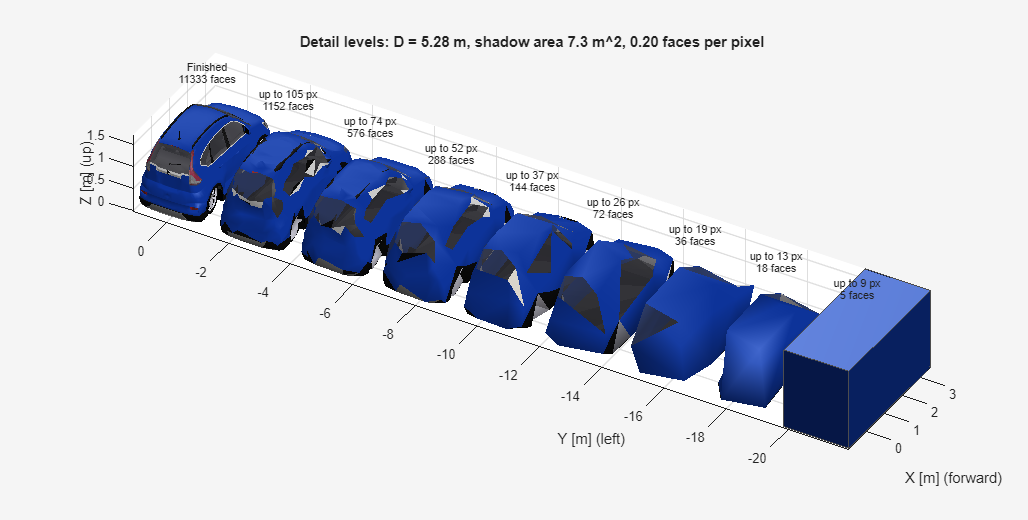 Detail levels: D = 5.28 m, shadow area 7.3 m^2, 0.20 faces per pixel
Finished
11333 faces
up to 105 px
1152 faces
up to 74 px
576 faces
up to 52 px
288 faces
up to 37 px
144 faces
up to 26 px
72 faces
up to 19 px
36 faces
up to 13 px
18 faces
up to 9 px
5 faces
1.5
1
0.5
0
Z [m] (up)
0
-2
-4
-6
-8
-10
-12
-14
-16
-18
-20
Y [m] (left)
3
2
1
0
X [m] (forward)